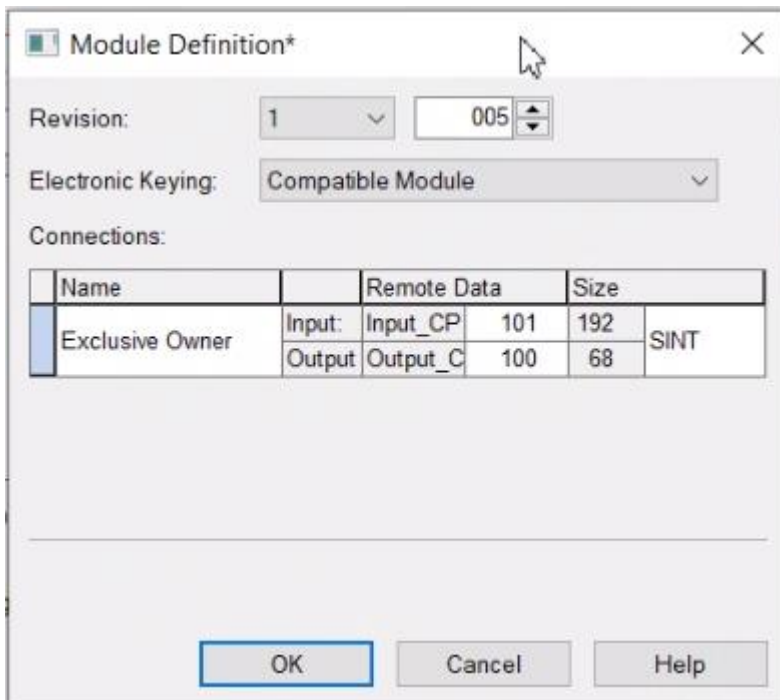 Module Definition*
Revision: 1 005
Electronic Keying: Compatible Module
Connections:
Name Remote Data Size
Exclusive Owner Input: Input_CP 101 192 SINT
Output Output_C 100 68
OK Cancel Help